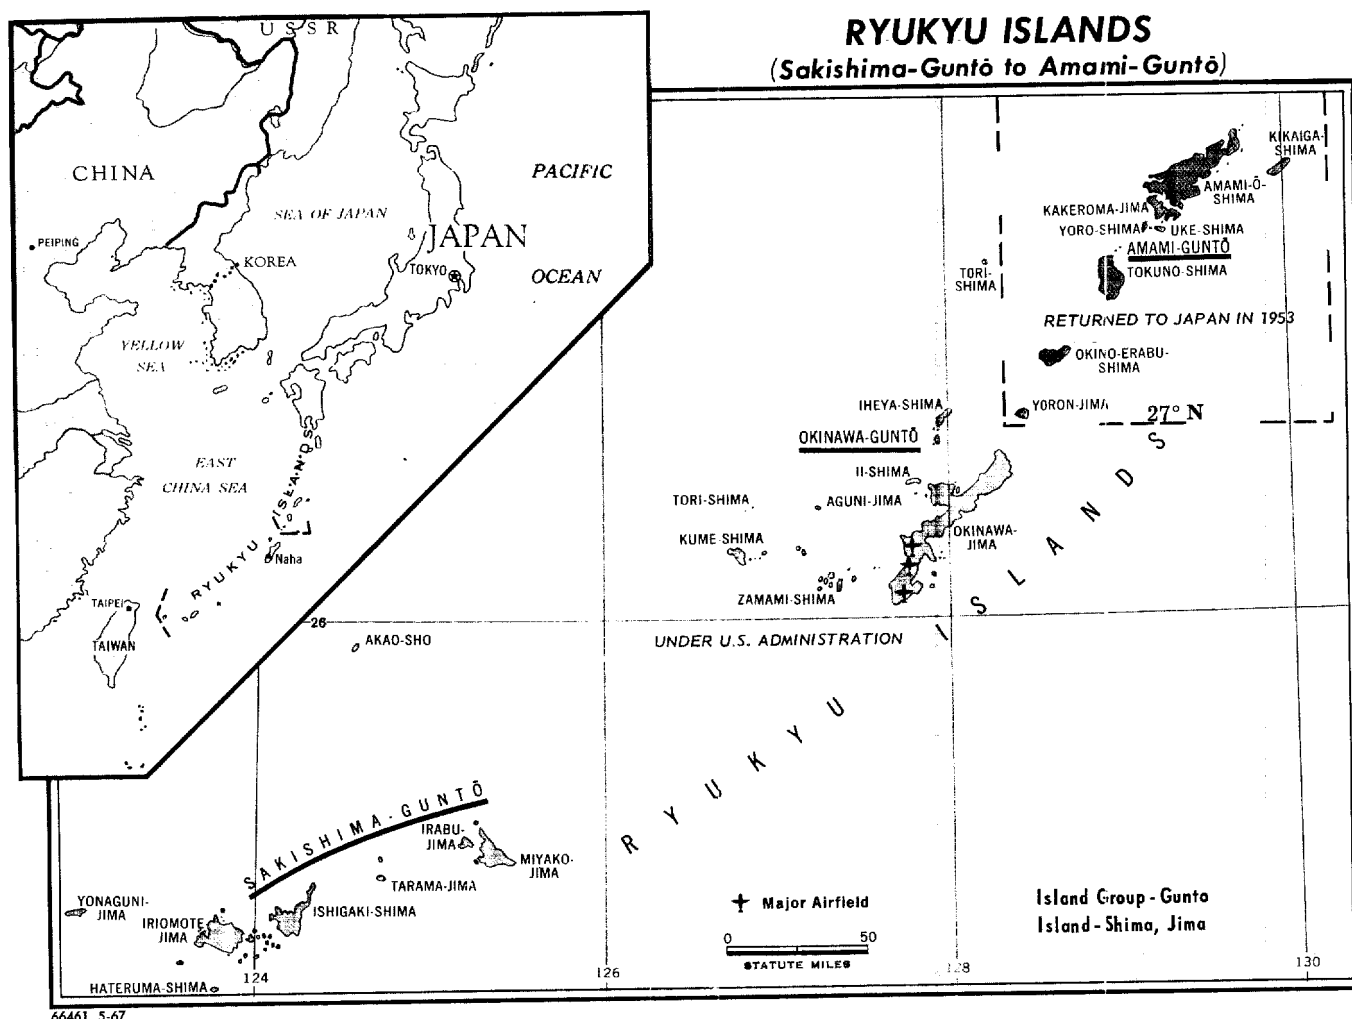 RYUKYU ISLANDS
(Sakishima-Guntō to Amami-Guntō)
USSR
CHINA
PACIFIC
OCEAN
SEA OF JAPAN
JAPAN
PEIPING
KOREA
TOKYO
YELLOW
SEA
EAST
CHINA SEA
RYUKYU ISLANDS
Naha
TAIPEI
TAIWAN
KIKAIGA-
SHIMA
AMAMI-Ō-
SHIMA
KAKEROMA-JIMA
YORO-SHIMA
UKE-SHIMA
AMAMI-GUNTŌ
TORI-
SHIMA
TOKUNO-SHIMA
RETURNED TO JAPAN IN 1953
OKINO-ERABU-
SHIMA
YORON-JIMA
27° N
IHEYA-SHIMA
OKINAWA-GUNTŌ
II-SHIMA
TORI-SHIMA
AGUNI-JIMA
KUME-SHIMA
OKINAWA-
JIMA
ZAMAMI-SHIMA
26
AKAO-SHO
UNDER U.S. ADMINISTRATION
RYUKYU ISLANDS
SAKISHIMA-GUNTŌ
IRABU-
JIMA
MIYAKO-
JIMA
TARAMA-JIMA
YONAGUNI-
JIMA
IRIOMOTE
JIMA
ISHIGAKI-SHIMA
HATERUMA-SHIMA
Major Airfield
0 50
STATUTE MILES
Island Group-Gunto
Island-Shima, Jima
124
126
128
130
66461 5-67